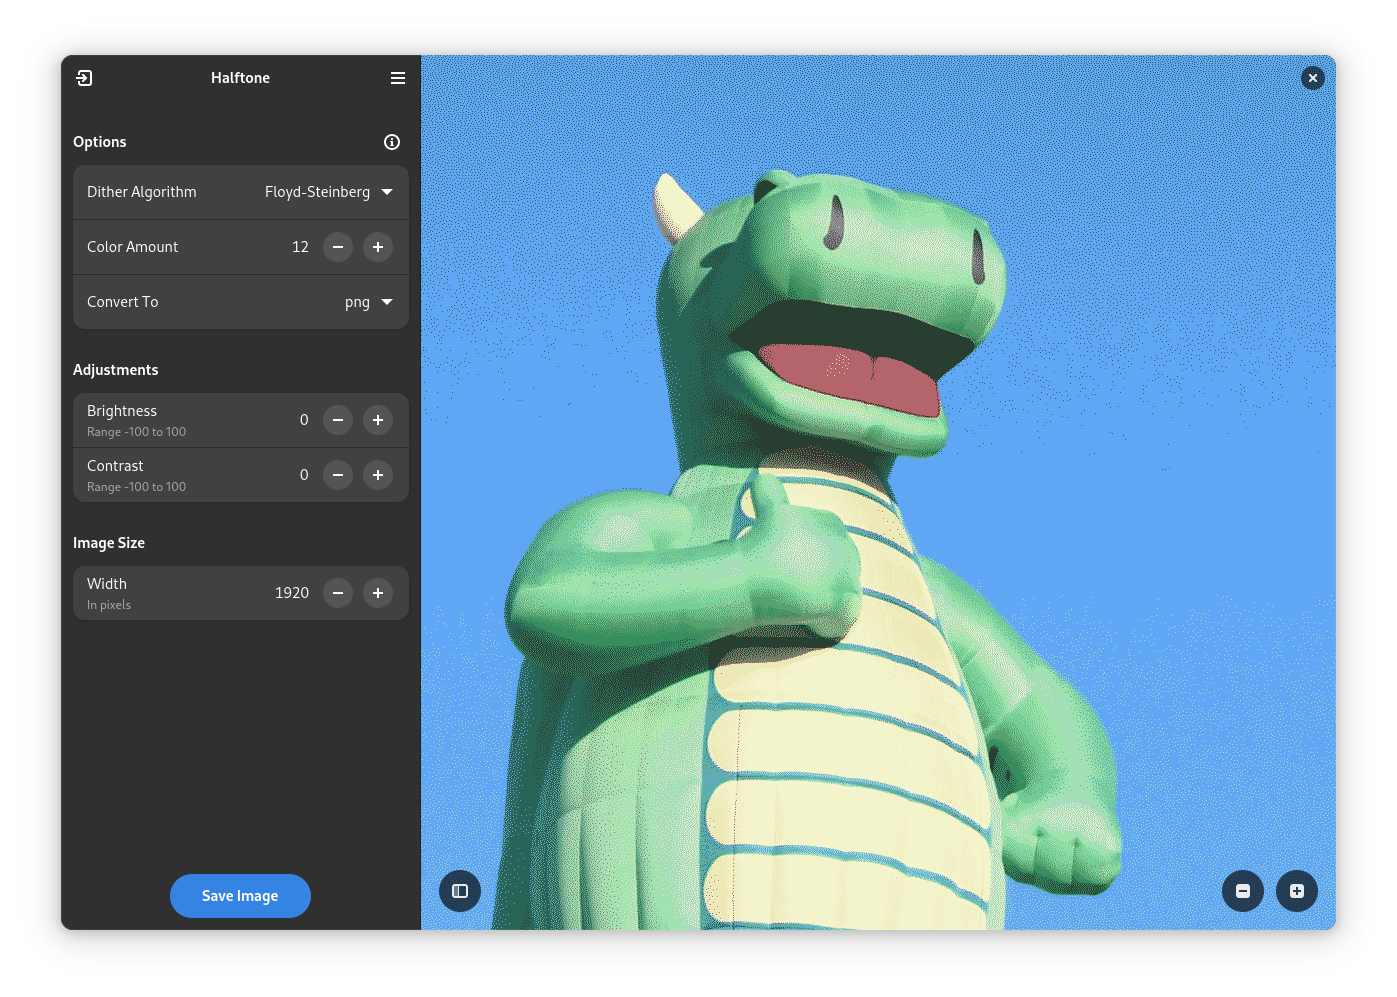 Halftone
Options
Dither Algorithm Floyd-Steinberg
Color Amount 12
Convert To png
Adjustments
Brightness 0
Range -100 to 100
Contrast 0
Range -100 to 100
Image Size
Width 1920
In pixels
Save Image